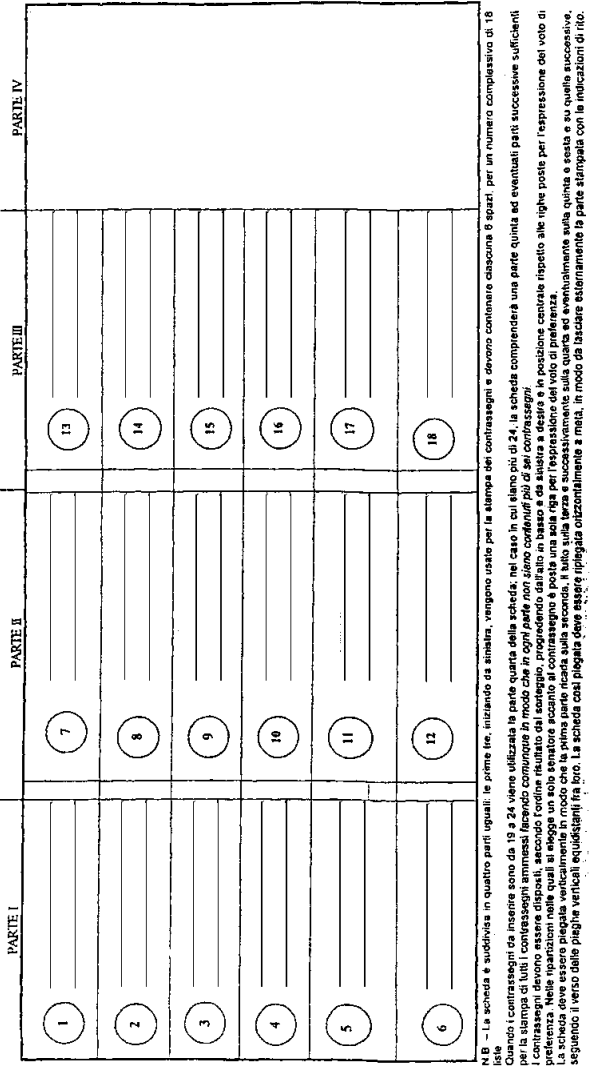 PARTE I
PARTE II
PARTE III
PARTE IV
1
2
3
4
5
6
7
8
9
10
11
12
13
14
15
16
17
18
N.B – La scheda è suddivisa in quattro parti uguali: le prime tre, iniziando da sinistra, vengono usate per la stampa dei contrassegni e devono contenere ciascuna 6 spazi, per un numero complessivo di 18
liste
Quando i contrassegni da inserire sono da 19 a 24 viene utilizzata la parte quarta della scheda; nel caso in cui siano più di 24, la scheda comprenderà una parte quinta ed eventuali parti successive sufficienti
per la stampa di tutti i contrassegni ammessi facendo comunque in modo che in ogni parte non siano contenuti più di sei contrassegni.
I contrassegni devono essere disposti, secondo l'ordine risultato dal sorteggio, progredendo dall'alto in basso e da sinistra a destra e in posizione centrale rispetto alle righe poste per l'espressione del voto di
preferenza. Nelle ripartizioni nelle quali si elegge un solo senatore accanto al contrassegno è posta una sola riga per l'espressione del voto di preferenza.
La scheda deve essere piegata verticalmente in modo che la prima parte ricada sulla seconda, il tutto sulla terza e successivamente sulla quarta ed eventualmente sulla quinta e sesta e su quelle successive,
seguendo il verso delle pieghe verticali equidistanti fra loro. La scheda così piegata deve essere ripiegata orizzontalmente a metà, in modo da lasciare esternamente la parte stampata con le indicazioni di rito.